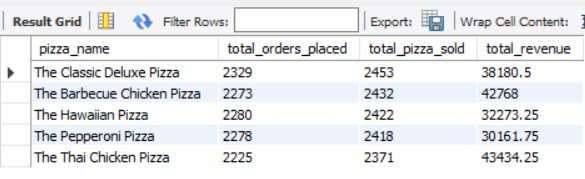 Result Grid Filter Rows: Export: Wrap Cell Content:
pizza_name total_orders_placed total_pizza_sold total_revenue
The Classic Deluxe Pizza 2329 2453 38180.5
The Barbecue Chicken Pizza 2273 2432 42768
The Hawaiian Pizza 2280 2422 32273.25
The Pepperoni Pizza 2278 2418 30161.75
The Thai Chicken Pizza 2225 2371 43434.25